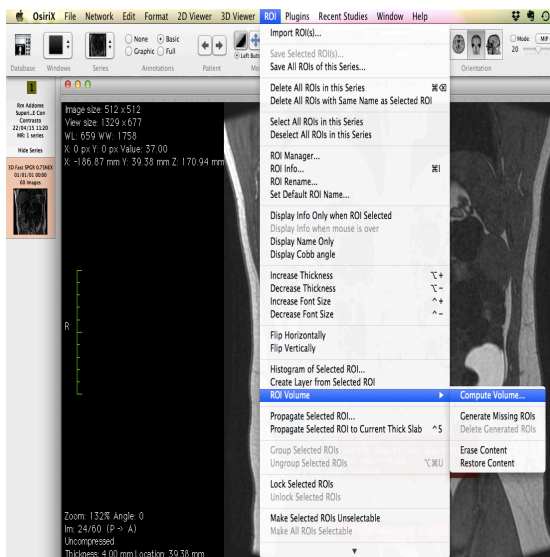 OsiriX File Network Edit Format 2D Viewer 3D Viewer ROI Plugins Recent Studies Window Help
None Basic
Graphic Full
Left Butt
Mode: MIP
20
Database Windows Series Annotations Patient Mo Orientation
1
Rm Addome
Superi...E Con
Contrasto
22/04/15 11:20
MR: 1 series
Hide Series
3D Fast SPGR 0.75NEX
01/01/01 00:00
60 Images
Image size: 512 x 512
View size: 1329 x 677
WL: 659 WW: 1758
X: 0 px Y: 0 px Value: 37.00
X: -186.87 mm Y: 39.38 mm Z: 170.94 mm
R
Zoom: 132% Angle: 0
Im: 24/60 (P -> A)
Uncompressed
Thickness: 4.00 mm Location: 39.38 mm
Import ROI(s)...
Save Selected ROI(s)...
Save All ROIs of this Series...
Delete All ROIs in this Series ⌘⌫
Delete All ROIs with Same Name as Selected ROI
Select All ROIs in this Series
Deselect All ROIs in this Series
ROI Manager...
ROI Info... ⌘I
ROI Rename...
Set Default ROI Name...
Display Info Only when ROI Selected
Display Info when mouse is over
Display Name Only
Display Cobb angle
Increase Thickness ⌥+
Decrease Thickness ⌥-
Increase Font Size ^+
Decrease Font Size ^-
Flip Horizontally
Flip Vertically
Histogram of Selected ROI...
Create Layer from Selected ROI
ROI Volume
Propagate Selected ROI...
Propagate Selected ROI to Current Thick Slab ^S
Group Selected ROIs
Ungroup Selected ROIs ⌥⌘U
Lock Selected ROIs
Unlock Selected ROIs
Make Selected ROIs Unselectable
Make All ROIs Selectable
Compute Volume...
Generate Missing ROIs
Delete Generated ROIs
Erase Content
Restore Content